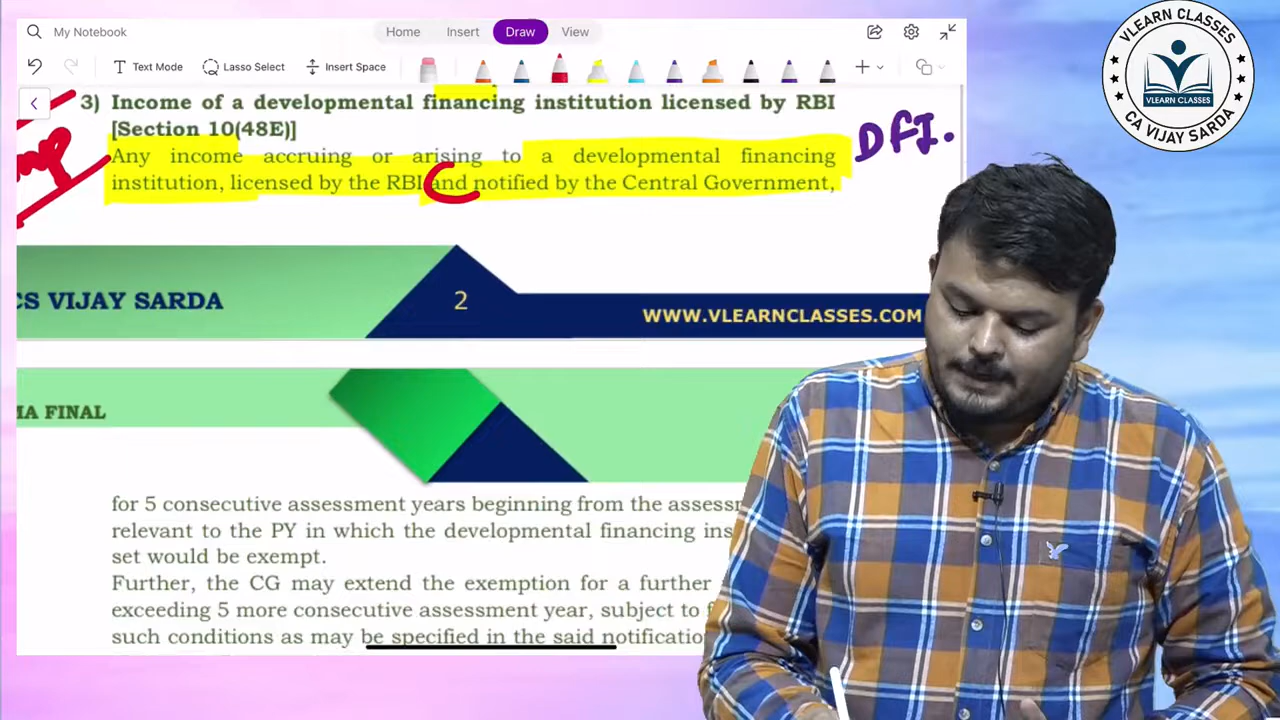 My Notebook
Home Insert Draw View
Text Mode Lasso Select Insert Space
3) Income of a developmental financing institution licensed by RBI
[Section 10(48E)]
Any income accruing or arising to a developmental financing
institution, licensed by the RBI and notified by the Central Government,
DFI.
CS VIJAY SARDA
2
WWW.VLEARNCLASSES.COM
MA FINAL
for 5 consecutive assessment years beginning from the
relevant to the PY in which the developmental financing
set would be exempt.
Further, the CG may extend the exemption for a further
exceeding 5 more consecutive assessment year, subject to
such conditions as may be specified in the said notification
VLEARN CLASSES
VLEARN CLASSES
CA VIJAY SARDA